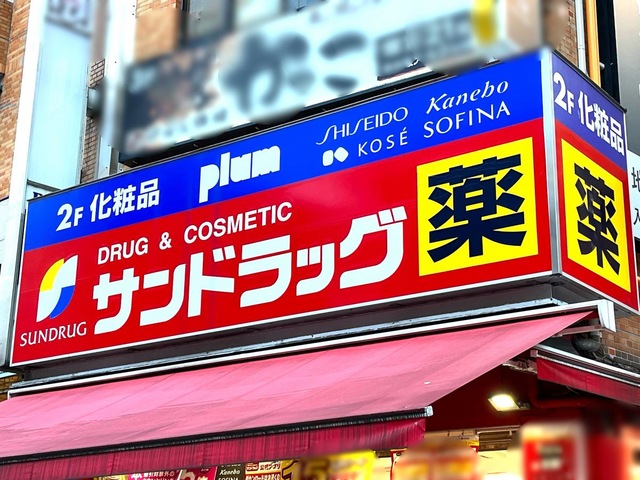 2F 化粧品
plum
SHISEIDO Kanebo
KOSÉ SOFINA
DRUG & COSMETIC
サンドラッグ
SUNDRUG
薬
2F 化粧品
薬